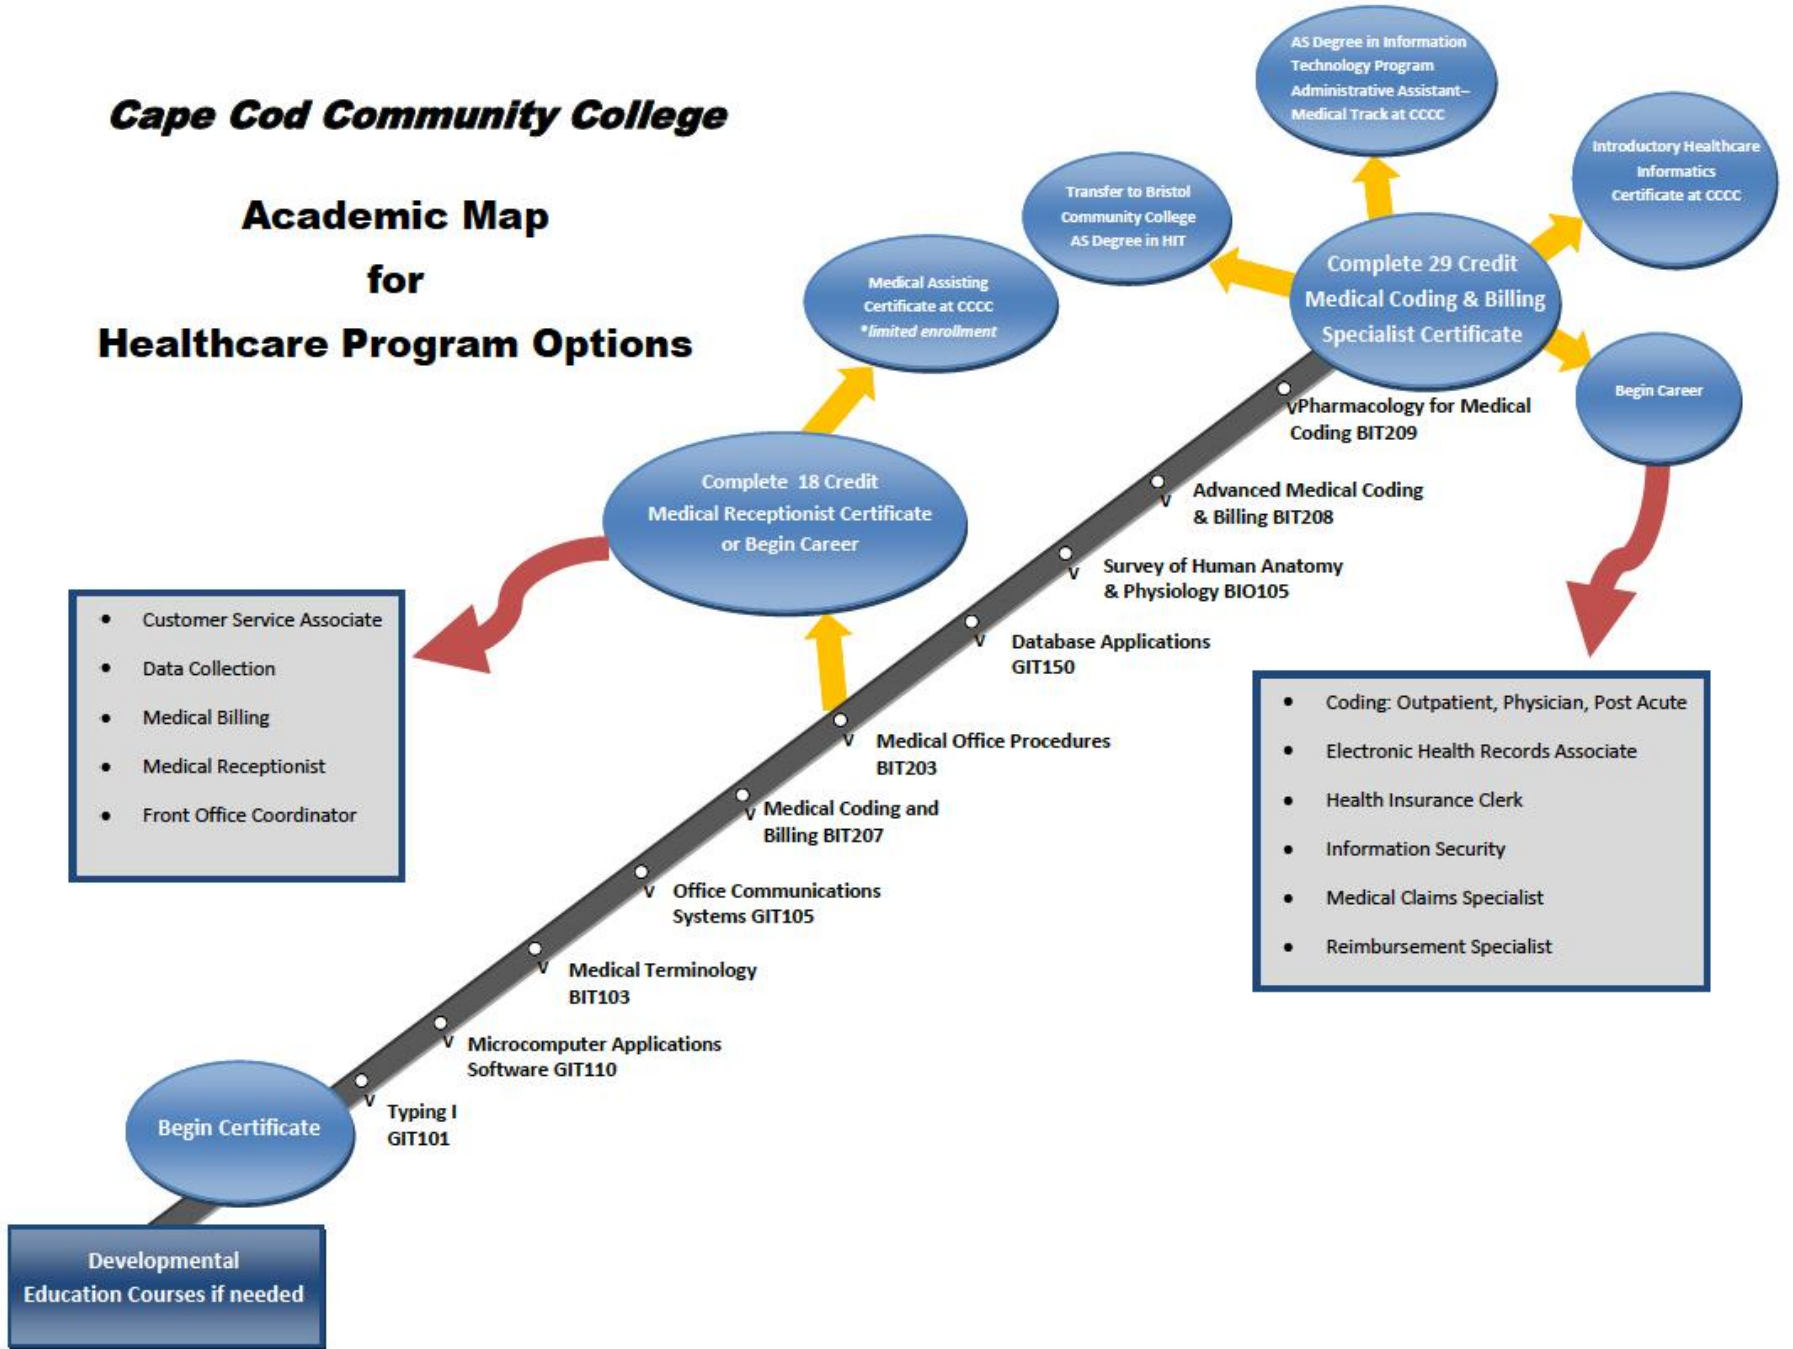 Cape Cod Community College
Academic Map
for
Healthcare Program Options
AS Degree in Information
Technology Program
Administrative Assistant–
Medical Track at CCCC
Introductory Healthcare
Informatics
Certificate at CCCC
Transfer to Bristol
Community College
AS Degree in HIT
Medical Assisting
Certificate at CCCC
*limited enrollment
Complete 29 Credit
Medical Coding & Billing
Specialist Certificate
Begin Career
vPharmacology for Medical
Coding BIT209
Complete 18 Credit
Medical Receptionist Certificate
or Begin Career
v Advanced Medical Coding
& Billing BIT208
v Survey of Human Anatomy
& Physiology BIO105
v Database Applications
GIT150
• Customer Service Associate
• Data Collection
• Medical Billing
• Medical Receptionist
• Front Office Coordinator
• Coding: Outpatient, Physician, Post Acute
• Electronic Health Records Associate
• Health Insurance Clerk
• Information Security
• Medical Claims Specialist
• Reimbursement Specialist
v Medical Office Procedures
BIT203
v Medical Coding and
Billing BIT207
v Office Communications
Systems GIT105
v Medical Terminology
BIT103
v Microcomputer Applications
Software GIT110
v Typing I
GIT101
Begin Certificate
Developmental
Education Courses if needed